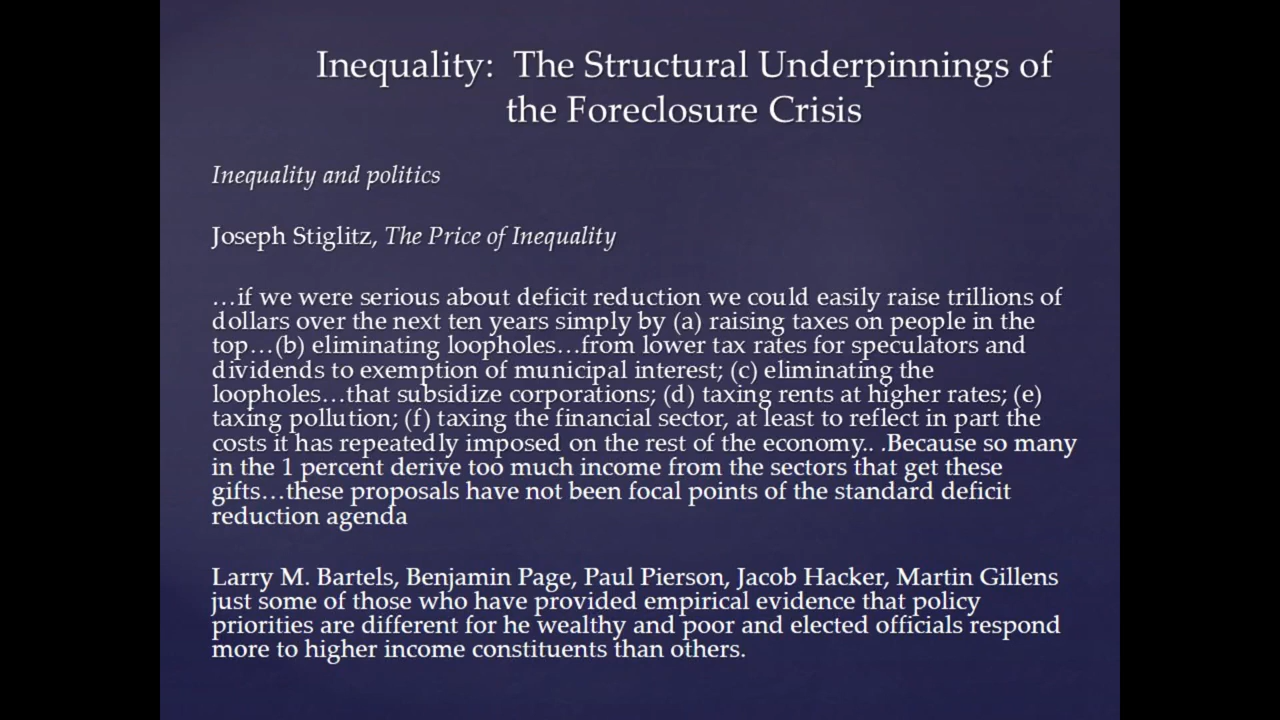 Inequality:  The Structural Underpinnings of
the Foreclosure Crisis
Inequality and politics
Joseph Stiglitz, The Price of Inequality
…if we were serious about deficit reduction we could easily raise trillions of
dollars over the next ten years simply by (a) raising taxes on people in the
top…(b) eliminating loopholes…from lower tax rates for speculators and
dividends to exemption of municipal interest; (c) eliminating the
loopholes…that subsidize corporations; (d) taxing rents at higher rates; (e)
taxing pollution; (f) taxing the financial sector, at least to reflect in part the
costs it has repeatedly imposed on the rest of the economy.. .Because so many
in the 1 percent derive too much income from the sectors that get these
gifts…these proposals have not been focal points of the standard deficit
reduction agenda
Larry M. Bartels, Benjamin Page, Paul Pierson, Jacob Hacker, Martin Gillens
just some of those who have provided empirical evidence that policy
priorities are different for he wealthy and poor and elected officials respond
more to higher income constituents than others.